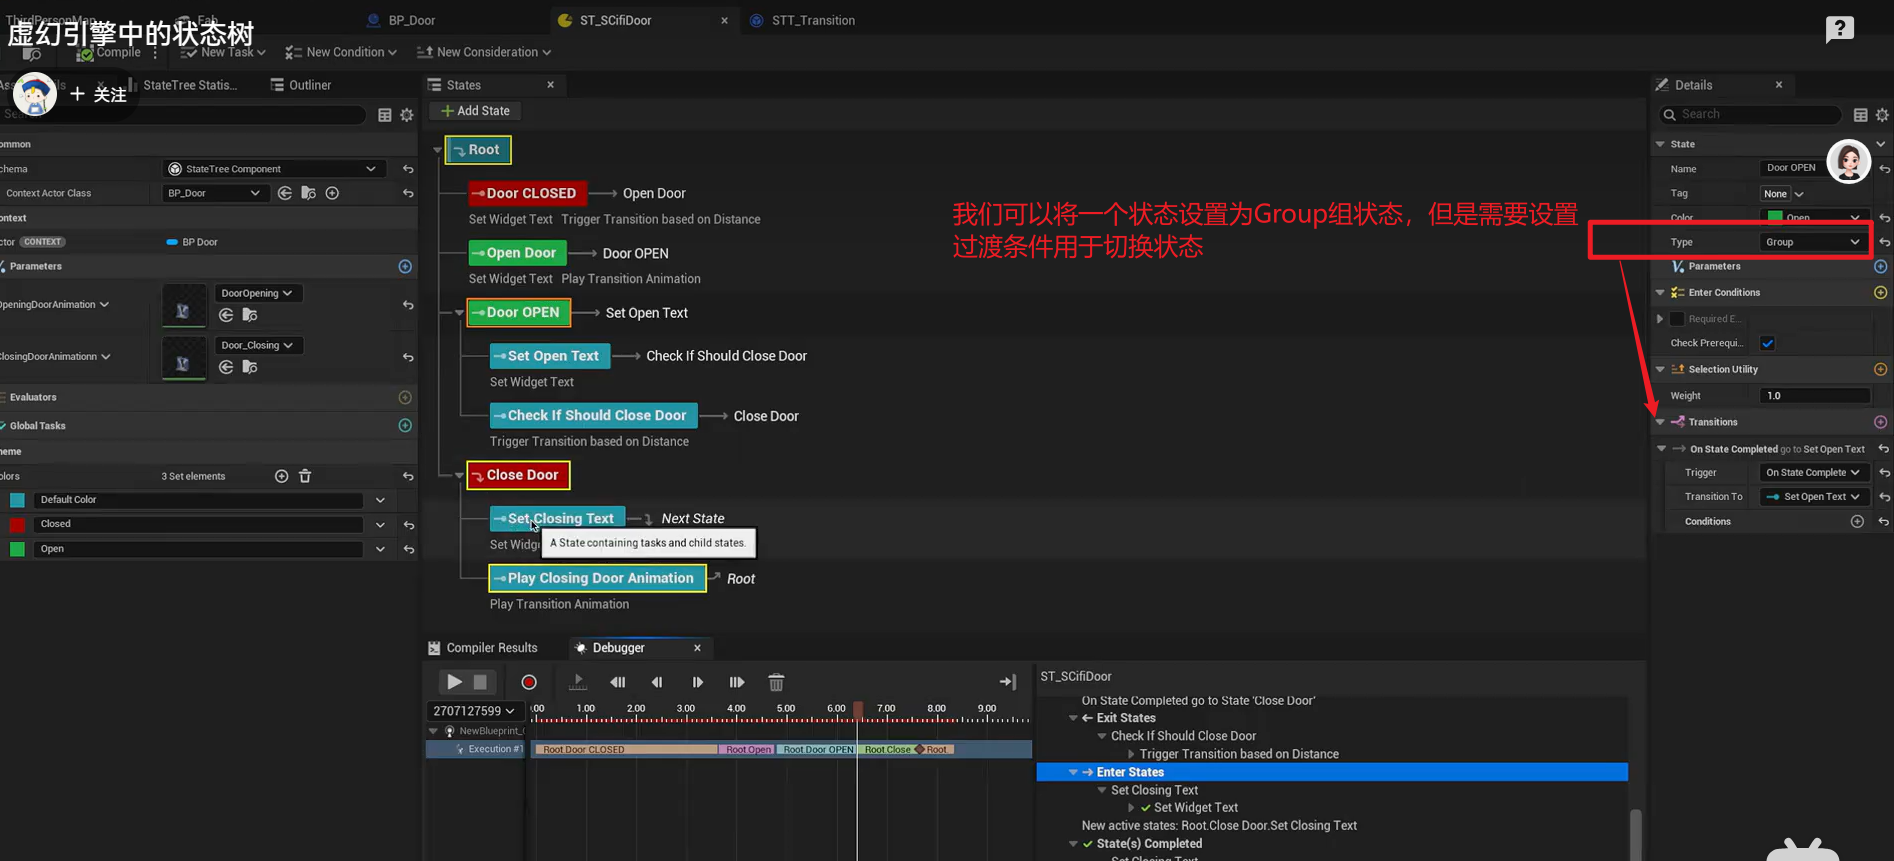 ThirdPersonMap
Fab
BP_Door
ST_SCifiDoor
STT_Transition
虚幻引擎中的状态树
Compile
New Task
New Condition
New Consideration
+ 关注
StateTree Statis...
Outliner
States
Details
Add State
Search
Search
ommon
hema
StateTree Component
Context Actor Class
BP_Door
ontext
ctor
CONTEXT
BP Door
Parameters
OpeningDoorAnimation
DoorOpening
ClosingDoorAnimationn
Door_Closing
Evaluators
Global Tasks
heme
olors
3 Set elements
Default Color
Closed
Open
Root
Door CLOSED
Open Door
Set Widget Text Trigger Transition based on Distance
Open Door
Door OPEN
Set Widget Text Play Transition Animation
Door OPEN
Set Open Text
Set Open Text
Check If Should Close Door
Set Widget Text
Check If Should Close Door
Close Door
Trigger Transition based on Distance
Close Door
Set Closing Text
Next State
Set Widg
A State containing tasks and child states.
Play Closing Door Animation
Root
Play Transition Animation
我们可以将一个状态设置为Group组状态，但是需要设置
过渡条件用于切换状态
State
Name
Door OPEN
Tag
None
Color
Open
Type
Group
Parameters
Enter Conditions
Required E...
Check Prerequi...
Selection Utility
Weight
1.0
Transitions
On State Completed go to Set Open Text
Trigger
On State Complete
Transition To
Set Open Text
Conditions
Compiler Results
Debugger
2707127599
.00 1.00 2.00 3.00 4.00 5.00 6.00 7.00 8.00 9.00
NewBlueprint_
Execution #1
Root.Door CLOSED
Root.Open
Root.Door OPEN
Root.Close
Root.
ST_SCifiDoor
On State Completed go to State 'Close Door'
Exit States
Check If Should Close Door
Trigger Transition based on Distance
Enter States
Set Closing Text
Set Widget Text
New active states: Root.Close Door.Set Closing Text
State(s) Completed
Set Closing Text